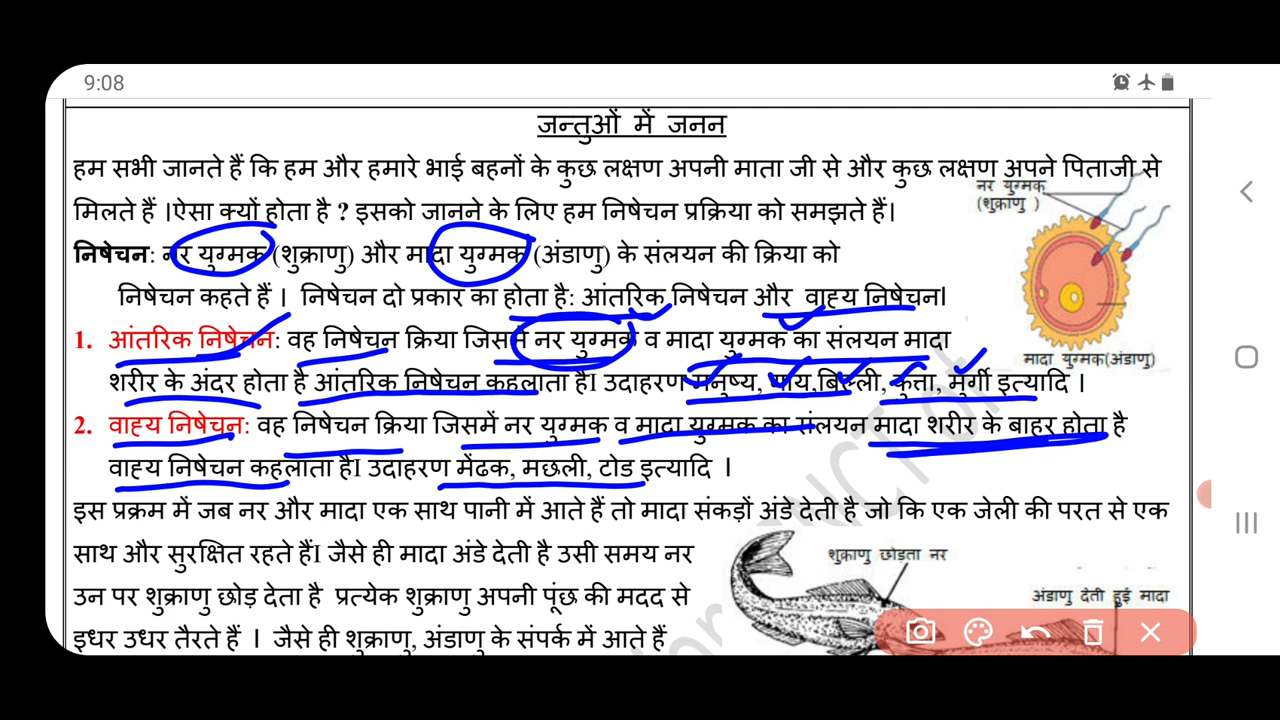 9:08
जन्तुओं में जनन
हम सभी जानते हैं कि हम और हमारे भाई बहनों के कुछ लक्षण अपनी माता जी से और कुछ लक्षण अपने पिताजी से
नर युग्मक
(शुक्राणु )
मिलते हैं ।ऐसा क्यों होता है ? इसको जानने के लिए हम निषेचन प्रक्रिया को समझते हैं।
निषेचन: नर युग्मक (शुक्राणु) और मादा युग्मक (अंडाणु) के संलयन की क्रिया को
निषेचन कहते हैं । निषेचन दो प्रकार का होता है: आंतरिक निषेचन और वाह्य निषेचन।
1. आंतरिक निषेचन: वह निषेचन क्रिया जिसमें नर युग्मक व मादा युग्मक का संलयन मादा
मादा युग्मक(अंडाणु)
शरीर के अंदर होता है आंतरिक निषेचन कहलाता हैI उदाहरण मनुष्य, गाय,बिल्ली, कुत्ता, मुर्गी इत्यादि ।
2. वाह्य निषेचन: वह निषेचन क्रिया जिसमें नर युग्मक व मादा युग्मक का संलयन मादा शरीर के बाहर होता है
वाह्य निषेचन कहलाता हैI उदाहरण मेंढक, मछली, टोड इत्यादि ।
इस प्रक्रम में जब नर और मादा एक साथ पानी में आते हैं तो मादा संकड़ों अंडे देती है जो कि एक जेली की परत से एक
साथ और सुरक्षित रहते हैंI जैसे ही मादा अंडे देती है उसी समय नर
शुक्राणु छोड़ता नर
उन पर शुक्राणु छोड़ देता है प्रत्येक शुक्राणु अपनी पूंछ की मदद से
अंडाणु देती हुई मादा
इधर उधर तैरते हैं । जैसे ही शुक्राणु, अंडाणु के संपर्क में आते हैं